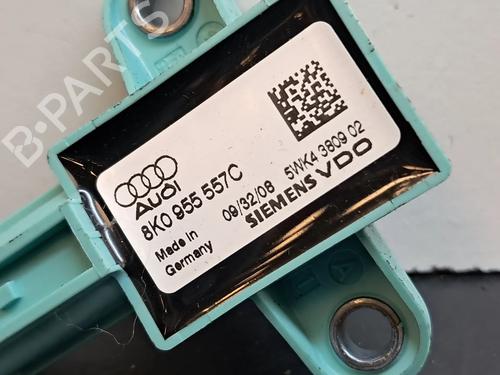 B-PARTS
AUDI
8K0 955 557C
Made in
Germany
09/32/08
5WK4 3809 02
SIEMENS VDO